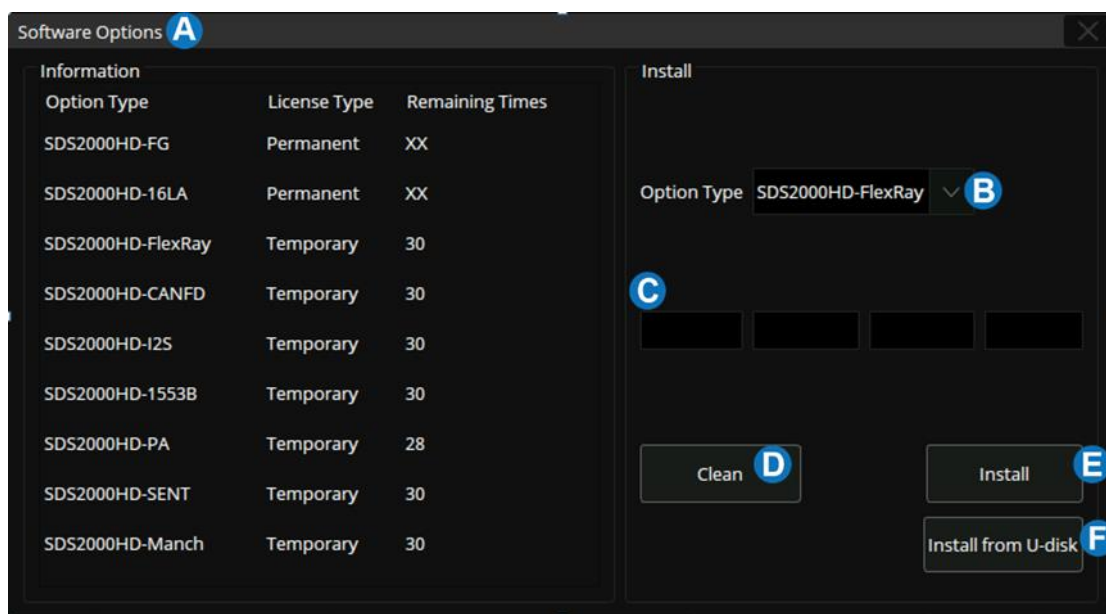 Software Options A
Information
Option Type License Type Remaining Times
SDS2000HD-FG Permanent XX
SDS2000HD-16LA Permanent XX
SDS2000HD-FlexRay Temporary 30
SDS2000HD-CANFD Temporary 30
SDS2000HD-I2S Temporary 30
SDS2000HD-1553B Temporary 30
SDS2000HD-PA Temporary 28
SDS2000HD-SENT Temporary 30
SDS2000HD-Manch Temporary 30
Install
Option Type SDS2000HD-FlexRay B
C
Clean D
Install E
Install from U-disk F